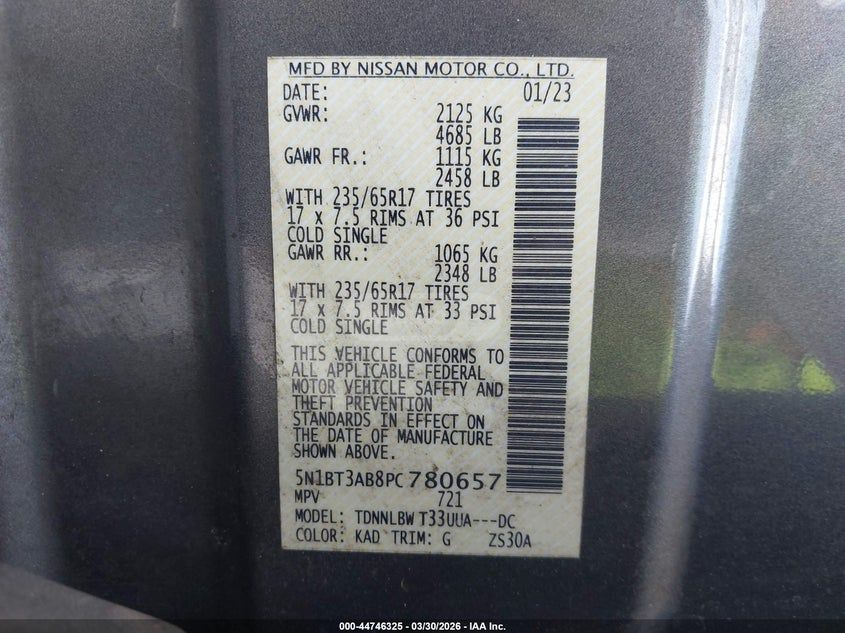 MFD BY NISSAN MOTOR CO., LTD.
DATE: 01/23
GVWR: 2125 KG
4685 LB
GAWR FR.: 1115 KG
2458 LB
WITH 235/65R17 TIRES
17 x 7.5 RIMS AT 36 PSI
COLD SINGLE
GAWR RR.: 1065 KG
2348 LB
WITH 235/65R17 TIRES
17 x 7.5 RIMS AT 33 PSI
COLD SINGLE
THIS VEHICLE CONFORMS TO
ALL APPLICABLE FEDERAL
MOTOR VEHICLE SAFETY AND
THEFT PREVENTION
STANDARDS IN EFFECT ON
THE DATE OF MANUFACTURE
SHOWN ABOVE.
5N1BT3AB8PC780657
MPV 721
MODEL: TDNNLBW T33UUA---DC
COLOR: KAD TRIM: G ZS30A
000-44746325 | 03/30/2026 - IAA Inc.